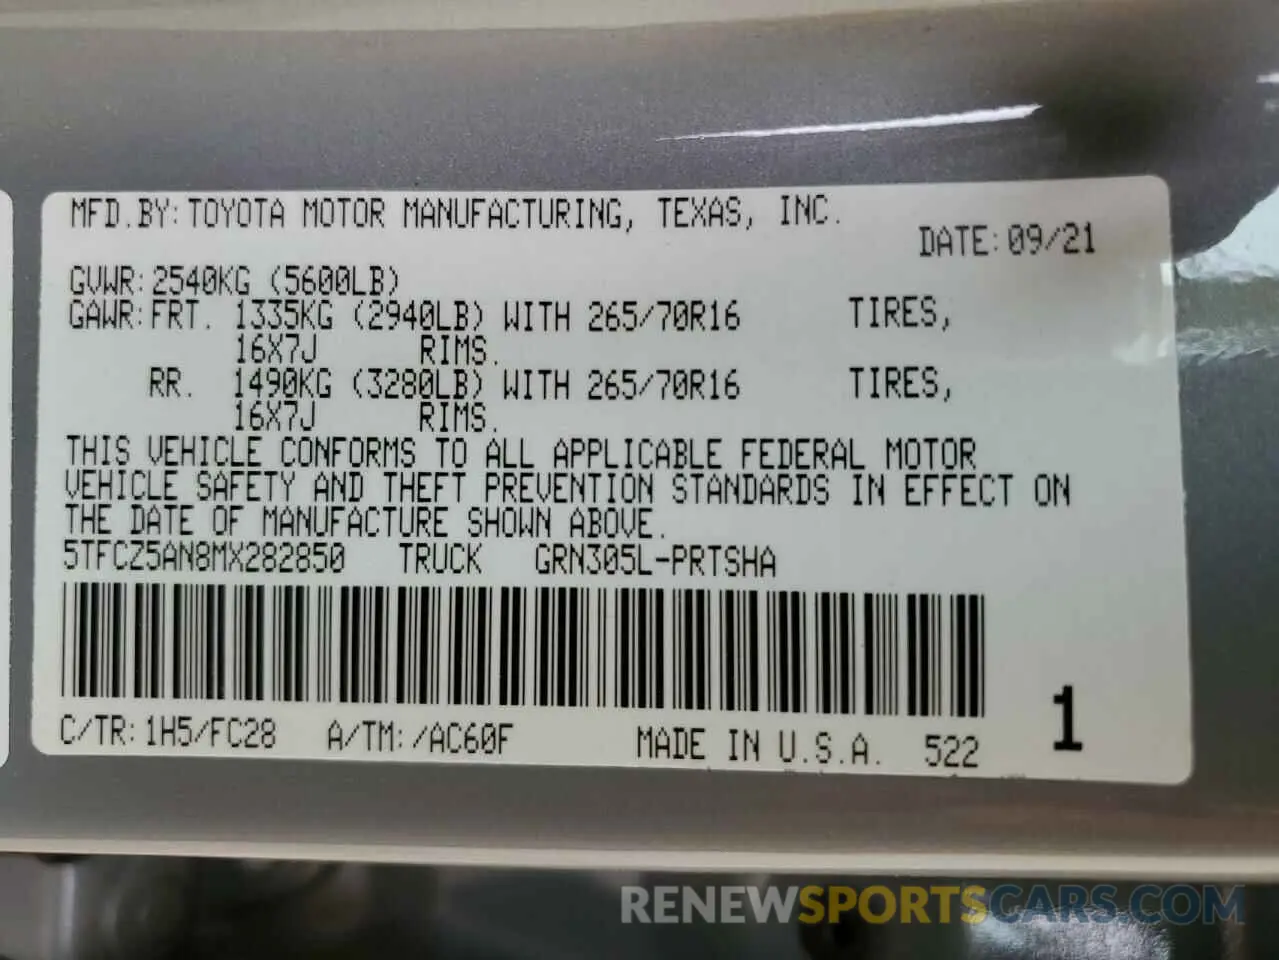 MFD.BY:TOYOTA MOTOR MANUFACTURING, TEXAS, INC.
DATE:09/21
GVWR:2540KG (5600LB)
GAWR:FRT. 1335KG (2940LB) WITH 265/70R16 TIRES,
16X7J RIMS.
RR. 1490KG (3280LB) WITH 265/70R16 TIRES,
16X7J RIMS.
THIS VEHICLE CONFORMS TO ALL APPLICABLE FEDERAL MOTOR
VEHICLE SAFETY AND THEFT PREVENTION STANDARDS IN EFFECT ON
THE DATE OF MANUFACTURE SHOWN ABOVE.
5TFCZ5AN8MX282850 TRUCK GRN305L-PRTSHA
1
C/TR:1H5/FC28 A/TM:/AC60F MADE IN U.S.A. 522
RENEWSPORTSCARS.COM